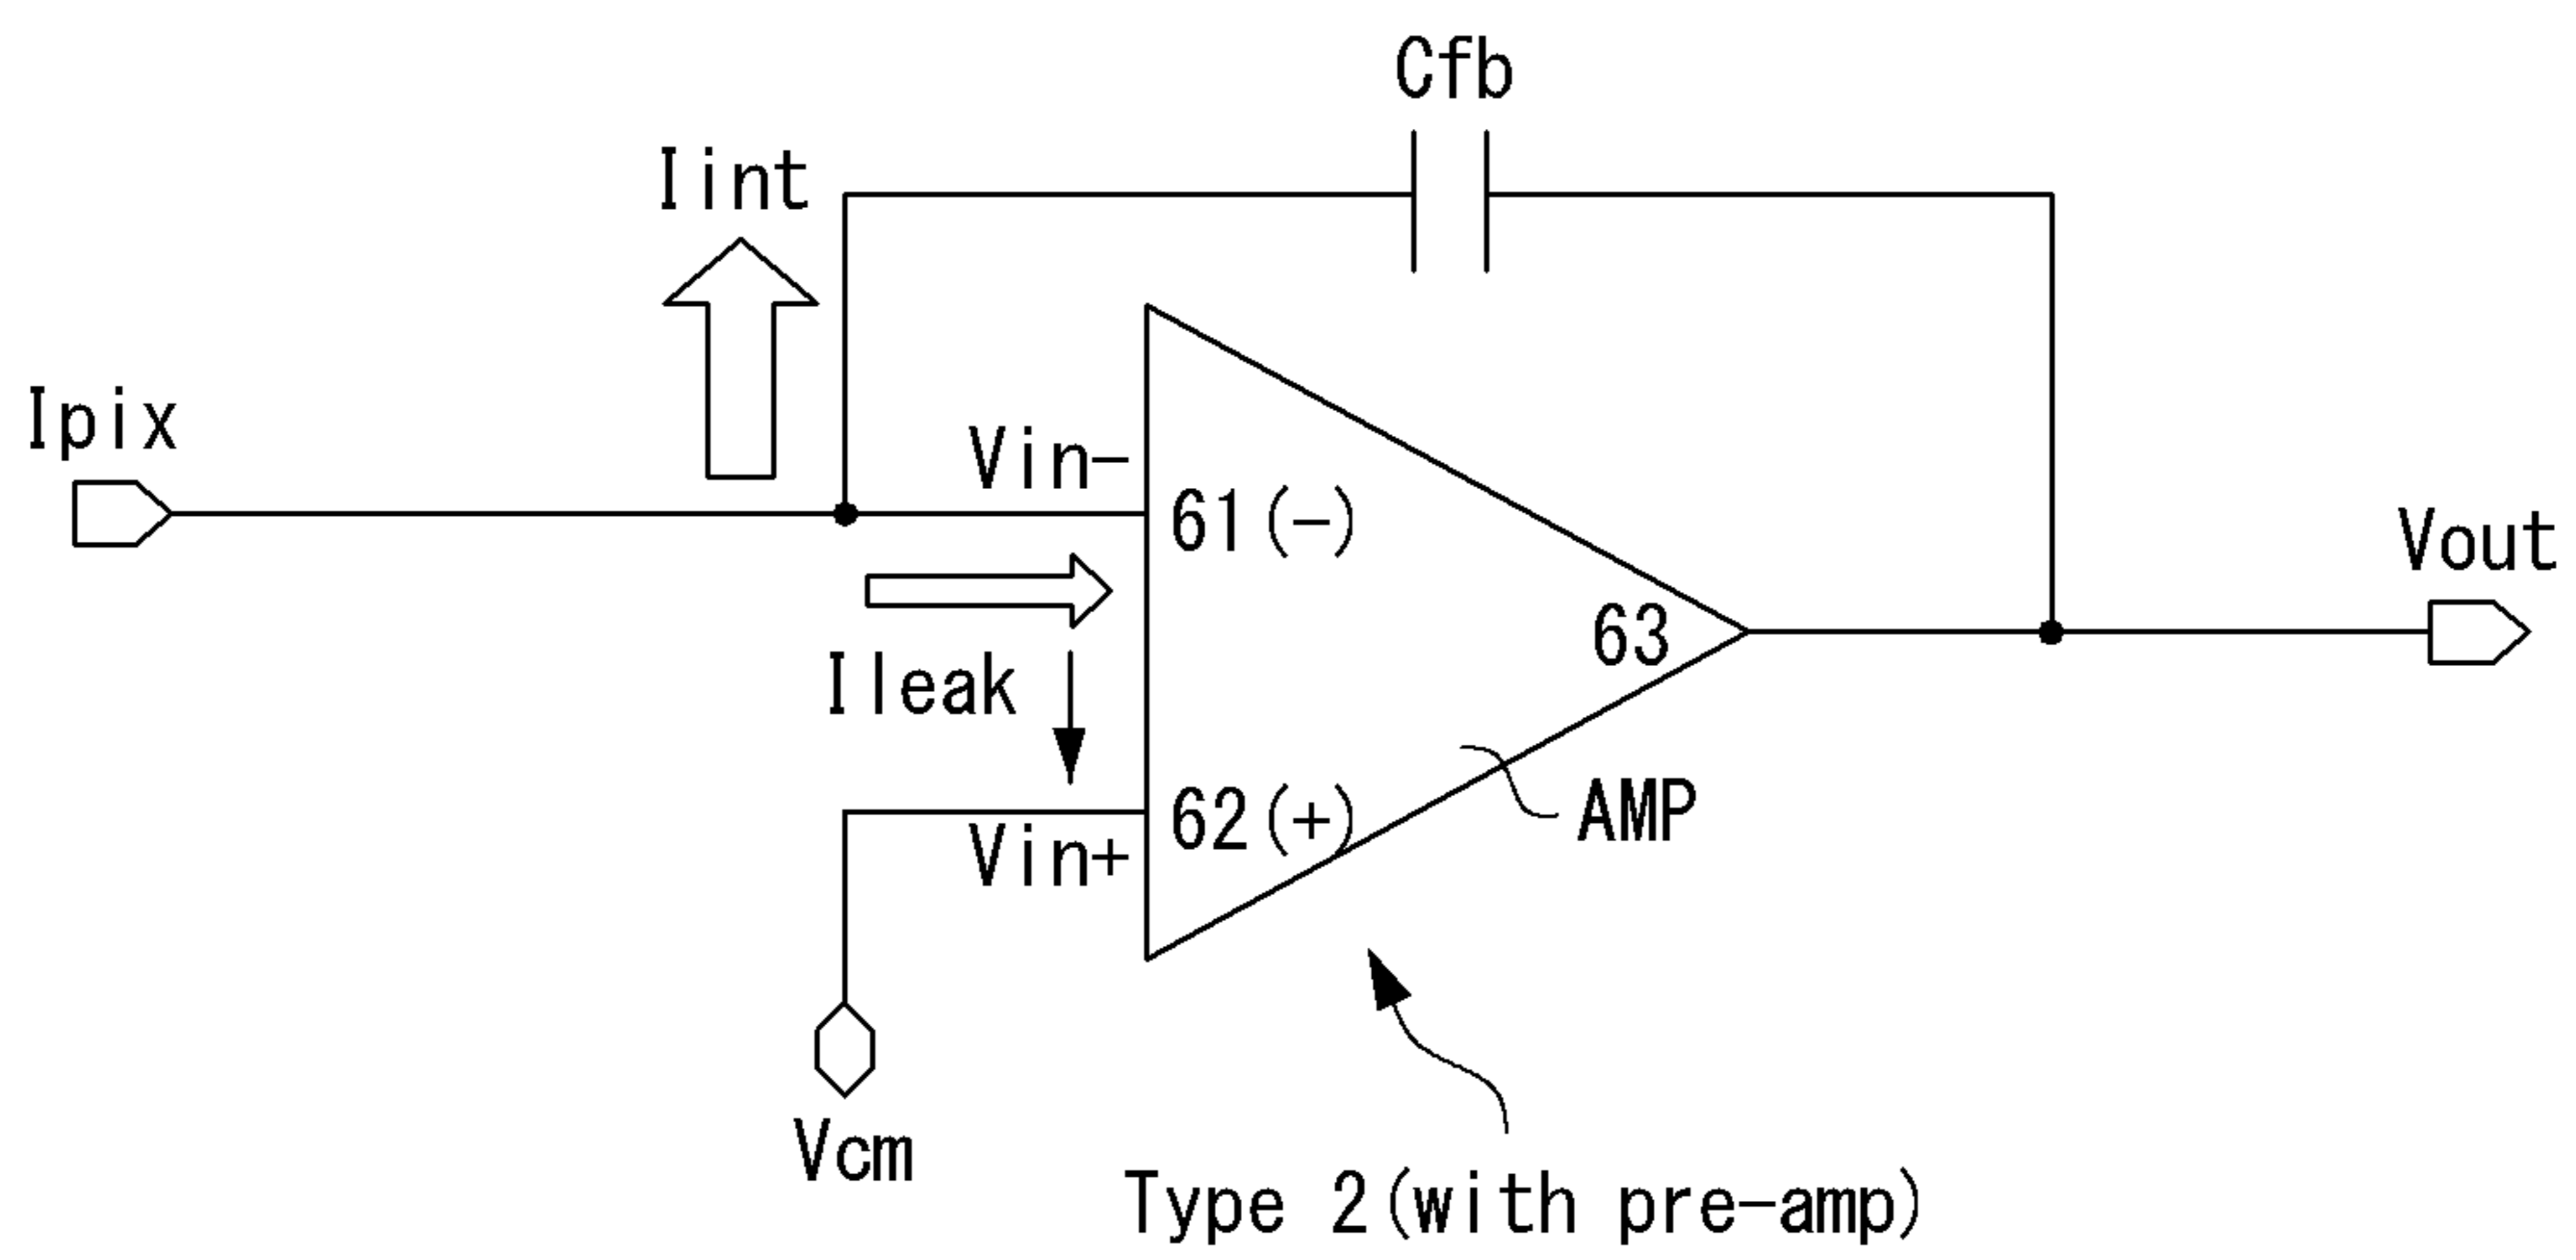 Cfb
Iint
Ipix
Vin-
61(-)
Vout
63
Ileak
62(+)
AMP
Vin+
Vcm
Type 2(with pre-amp)